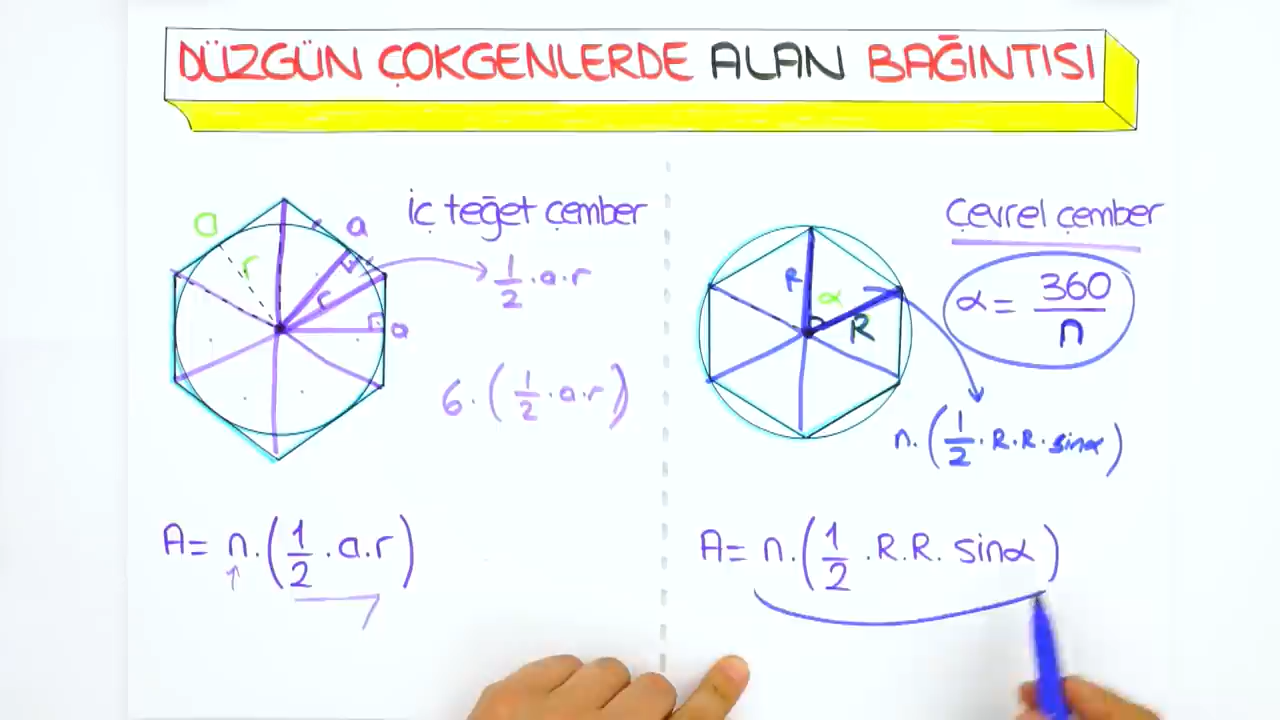 DÜZGÜN ÇOKGENLERDE ALAN BAĞINTISI
İç teğet çember
a
a
r
r
a
1/2 · a · r
6 · (1/2 · a · r)
A = n · (1/2 · a · r)
Çevrel çember
R
α
R
α = 360/n
n · (1/2 · R · R · sinα)
A = n · (1/2 · R · R · sinα)